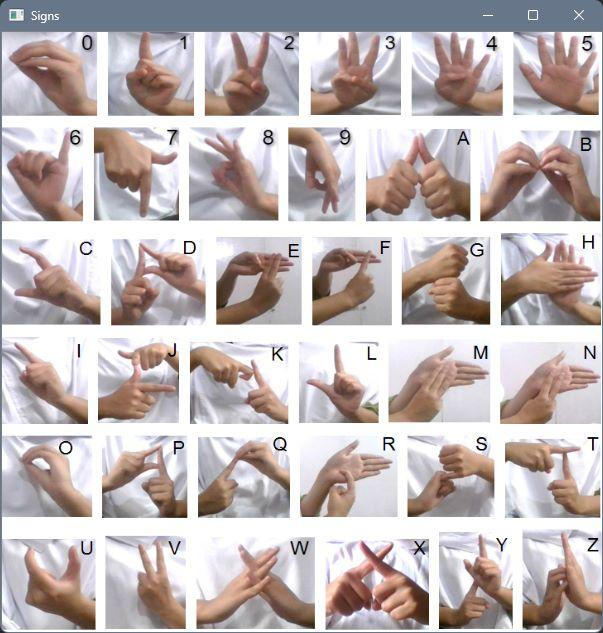 Signs
0 1 2 3 4 5
6 7 8 9 A B
C D E F G H
I J K L M N
O P Q R S T
U V W X Y Z